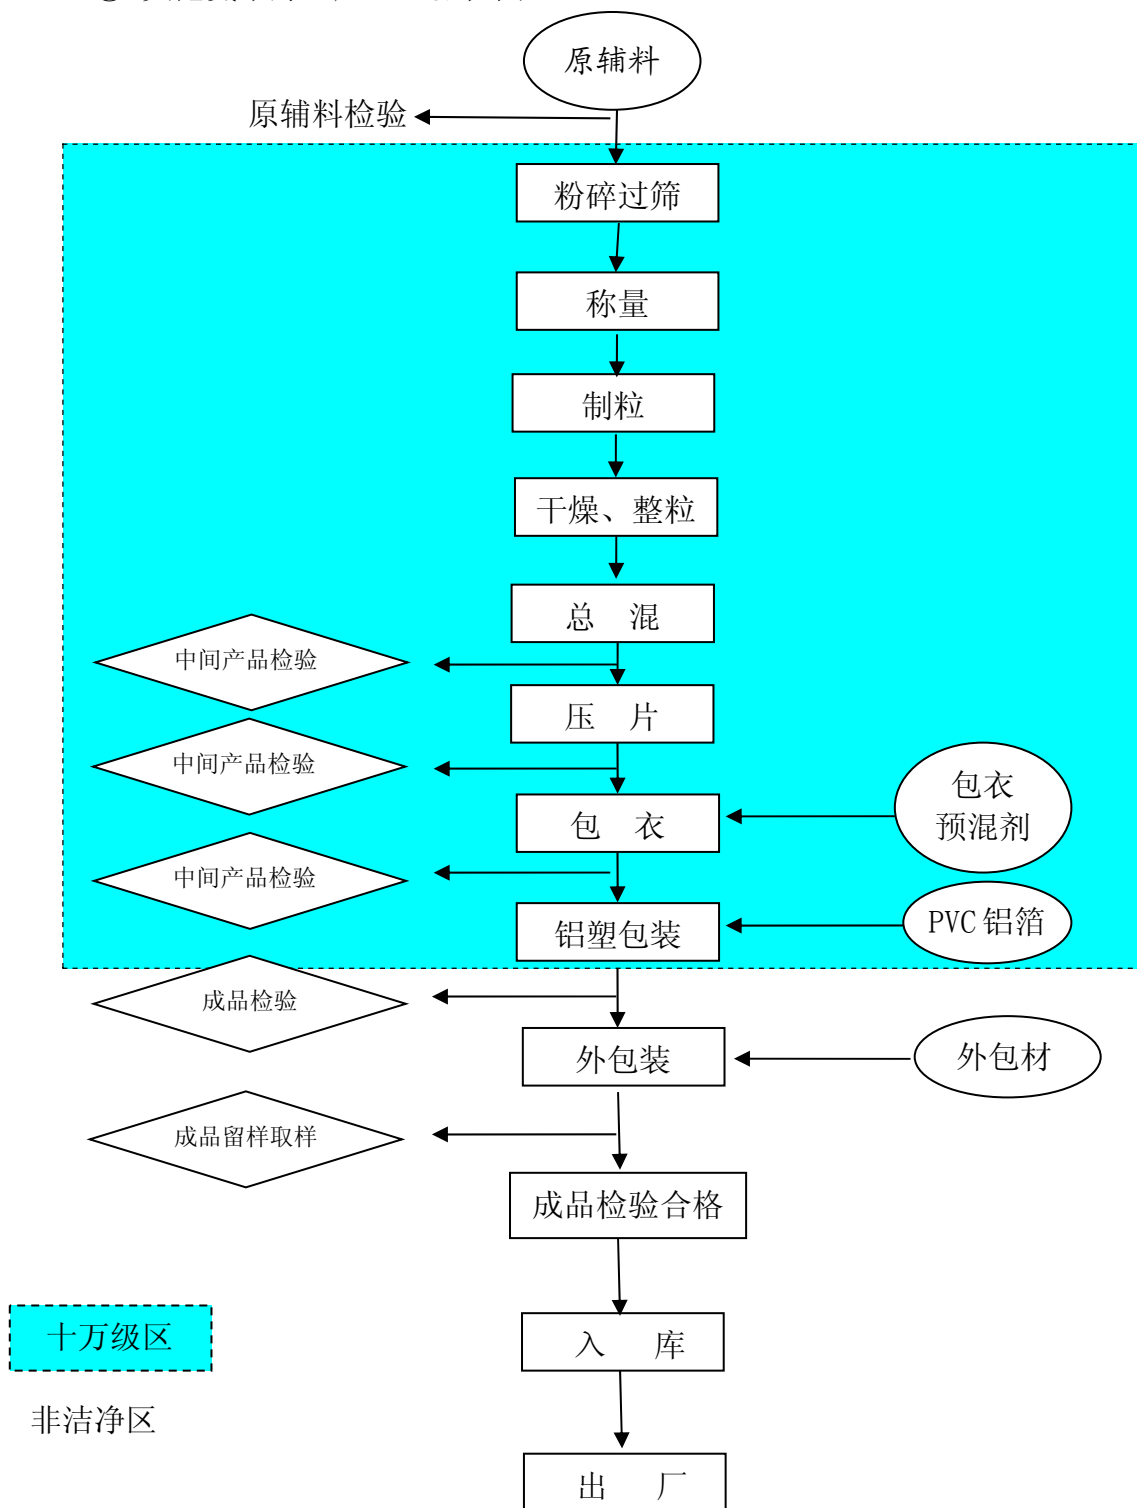 原辅料
原辅料检验
粉碎过筛
称量
制粒
干燥、整粒
总 混
中间产品检验
压 片
中间产品检验
包衣
预混剂
包 衣
中间产品检验
PVC铝箔
铝塑包装
成品检验
外包装
外包材
成品留样取样
成品检验合格
十万级区
入 库
非洁净区
出 厂